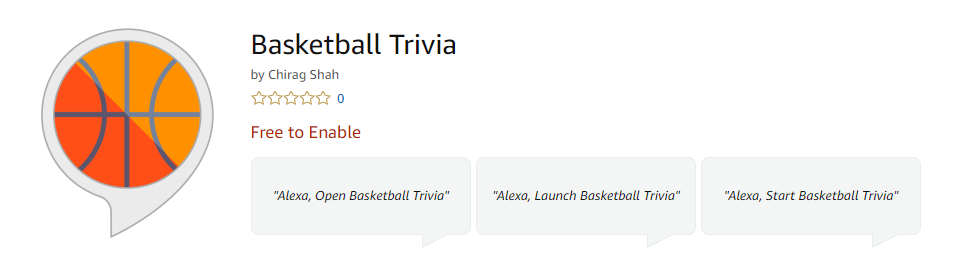 Basketball Trivia
by Chirag Shah
0
Free to Enable
"Alexa, Open Basketball Trivia"
"Alexa, Launch Basketball Trivia"
"Alexa, Start Basketball Trivia"